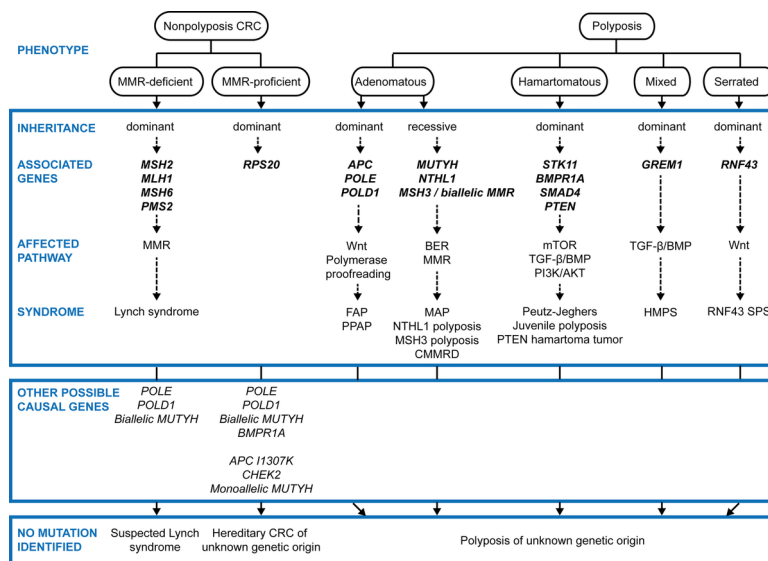 Nonpolyposis CRC
Polyposis
PHENOTYPE
MMR-deficient
MMR-proficient
Adenomatous
Hamartomatous
Mixed
Serrated
INHERITANCE
dominant
dominant
dominant
recessive
dominant
dominant
dominant
ASSOCIATED
GENES
MSH2
MLH1
MSH6
PMS2
RPS20
APC
POLE
POLD1
MUTYH
NTHL1
MSH3 / biallelic MMR
STK11
BMPR1A
SMAD4
PTEN
GREM1
RNF43
AFFECTED
PATHWAY
MMR
Wnt
Polymerase
proofreading
BER
MMR
mTOR
TGF-β/BMP
PI3K/AKT
TGF-β/BMP
Wnt
SYNDROME
Lynch syndrome
FAP
PPAP
MAP
NTHL1 polyposis
MSH3 polyposis
CMMRD
Peutz-Jeghers
Juvenile polyposis
PTEN hamartoma tumor
HMPS
RNF43 SPS
OTHER POSSIBLE
CAUSAL GENES
POLE
POLD1
Biallelic MUTYH
POLE
POLD1
Biallelic MUTYH
BMPR1A
APC I1307K
CHEK2
Monoallelic MUTYH
NO MUTATION
IDENTIFIED
Suspected Lynch
syndrome
Hereditary CRC of
unknown genetic origin
Polyposis of unknown genetic origin